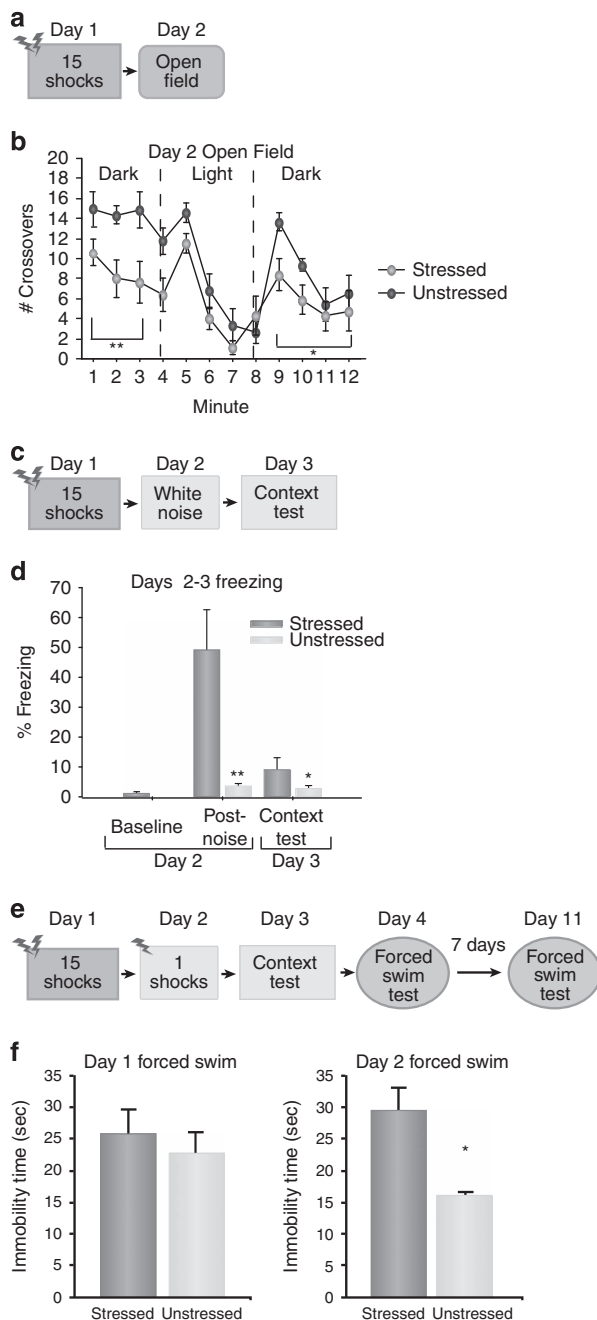 a
Day 1 Day 2
15 shocks
Open field
b
Day 2 Open Field
Dark Light Dark
# Crossovers
20
18
16
14
12
10
8
6
4
2
0
**
*
1 2 3 4 5 6 7 8 9 10 11 12
Minute
Stressed
Unstressed
c
Day 1 Day 2 Day 3
15 shocks
White noise
Context test
d
Days 2-3 freezing
% Freezing
70
60
50
40
30
20
10
0
Stressed
Unstressed
**
*
Baseline
Post-noise
Context test
Day 2 Day 3
e
Day 1 Day 2 Day 3 Day 4 Day 11
15 shocks
1 shocks
Context test
Forced swim test
7 days
Forced swim test
f
Day 1 forced swim
Immobility time (sec)
35
30
25
20
15
10
5
0
Stressed Unstressed
Day 2 forced swim
Immobility time (sec)
35
30
25
20
15
10
5
0
*
Stressed Unstressed